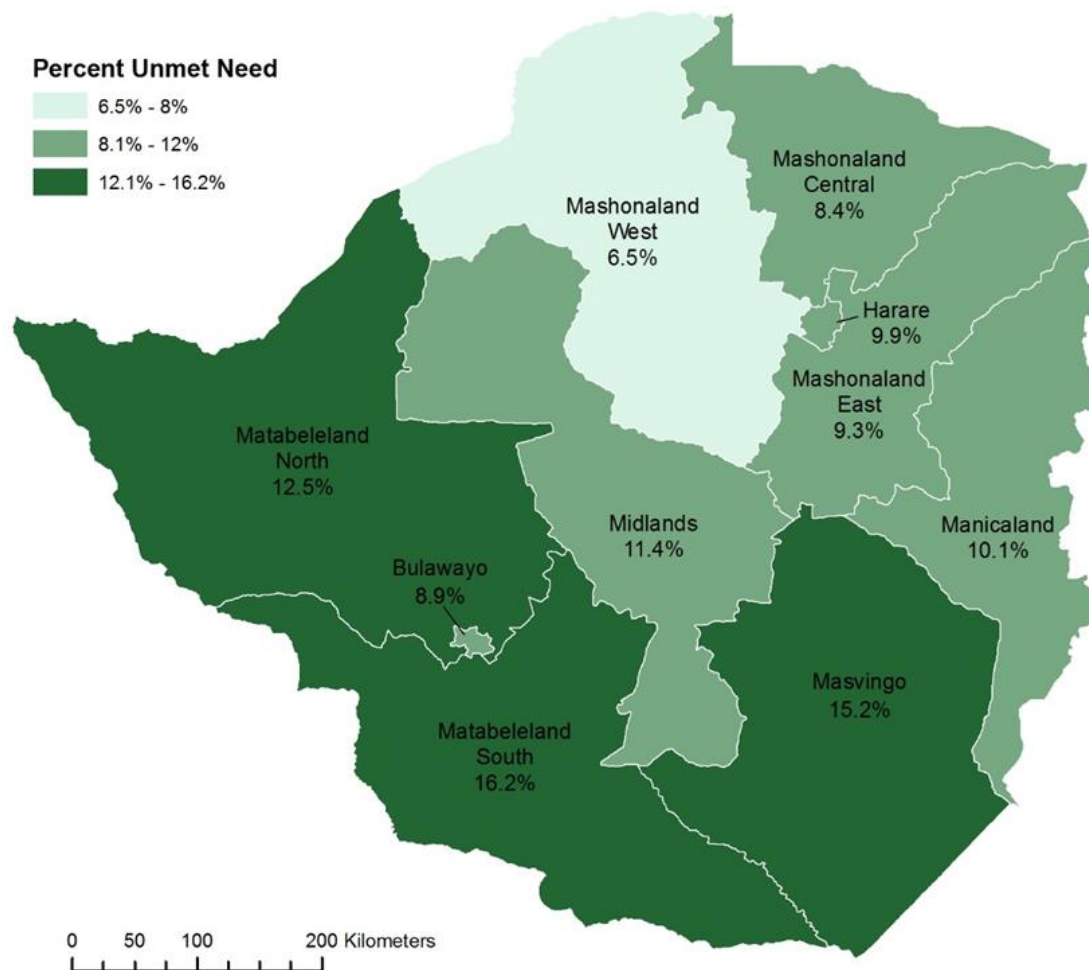 Percent Unmet Need
6.5% - 8%
8.1% - 12%
12.1% - 16.2%
Mashonaland
Central
8.4%
Mashonaland
West
6.5%
Harare
9.9%
Mashonaland
East
9.3%
Matabeleland
North
12.5%
Midlands
11.4%
Manicaland
10.1%
Bulawayo
8.9%
Masvingo
15.2%
Matabeleland
South
16.2%
0 50 100 200 Kilometers